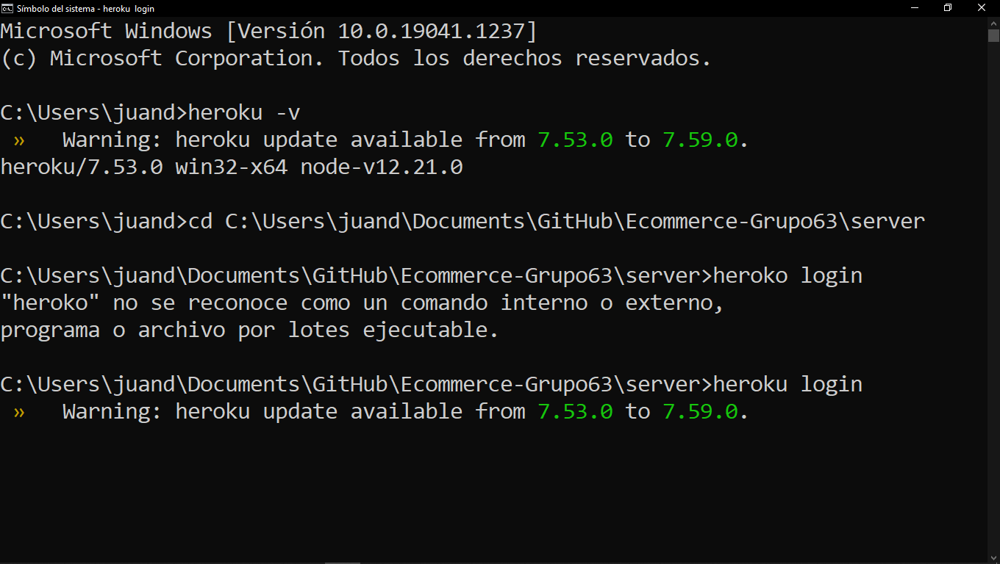 Símbolo del sistema - heroku  login
Microsoft Windows [Versión 10.0.19041.1237]
(c) Microsoft Corporation. Todos los derechos reservados.
C:\Users\juand>heroku -v
 »   Warning: heroku update available from 7.53.0 to 7.59.0.
heroku/7.53.0 win32-x64 node-v12.21.0
C:\Users\juand>cd C:\Users\juand\Documents\GitHub\Ecommerce-Grupo63\server
C:\Users\juand\Documents\GitHub\Ecommerce-Grupo63\server>heroko login
"heroko" no se reconoce como un comando interno o externo,
programa o archivo por lotes ejecutable.
C:\Users\juand\Documents\GitHub\Ecommerce-Grupo63\server>heroku login
 »   Warning: heroku update available from 7.53.0 to 7.59.0.